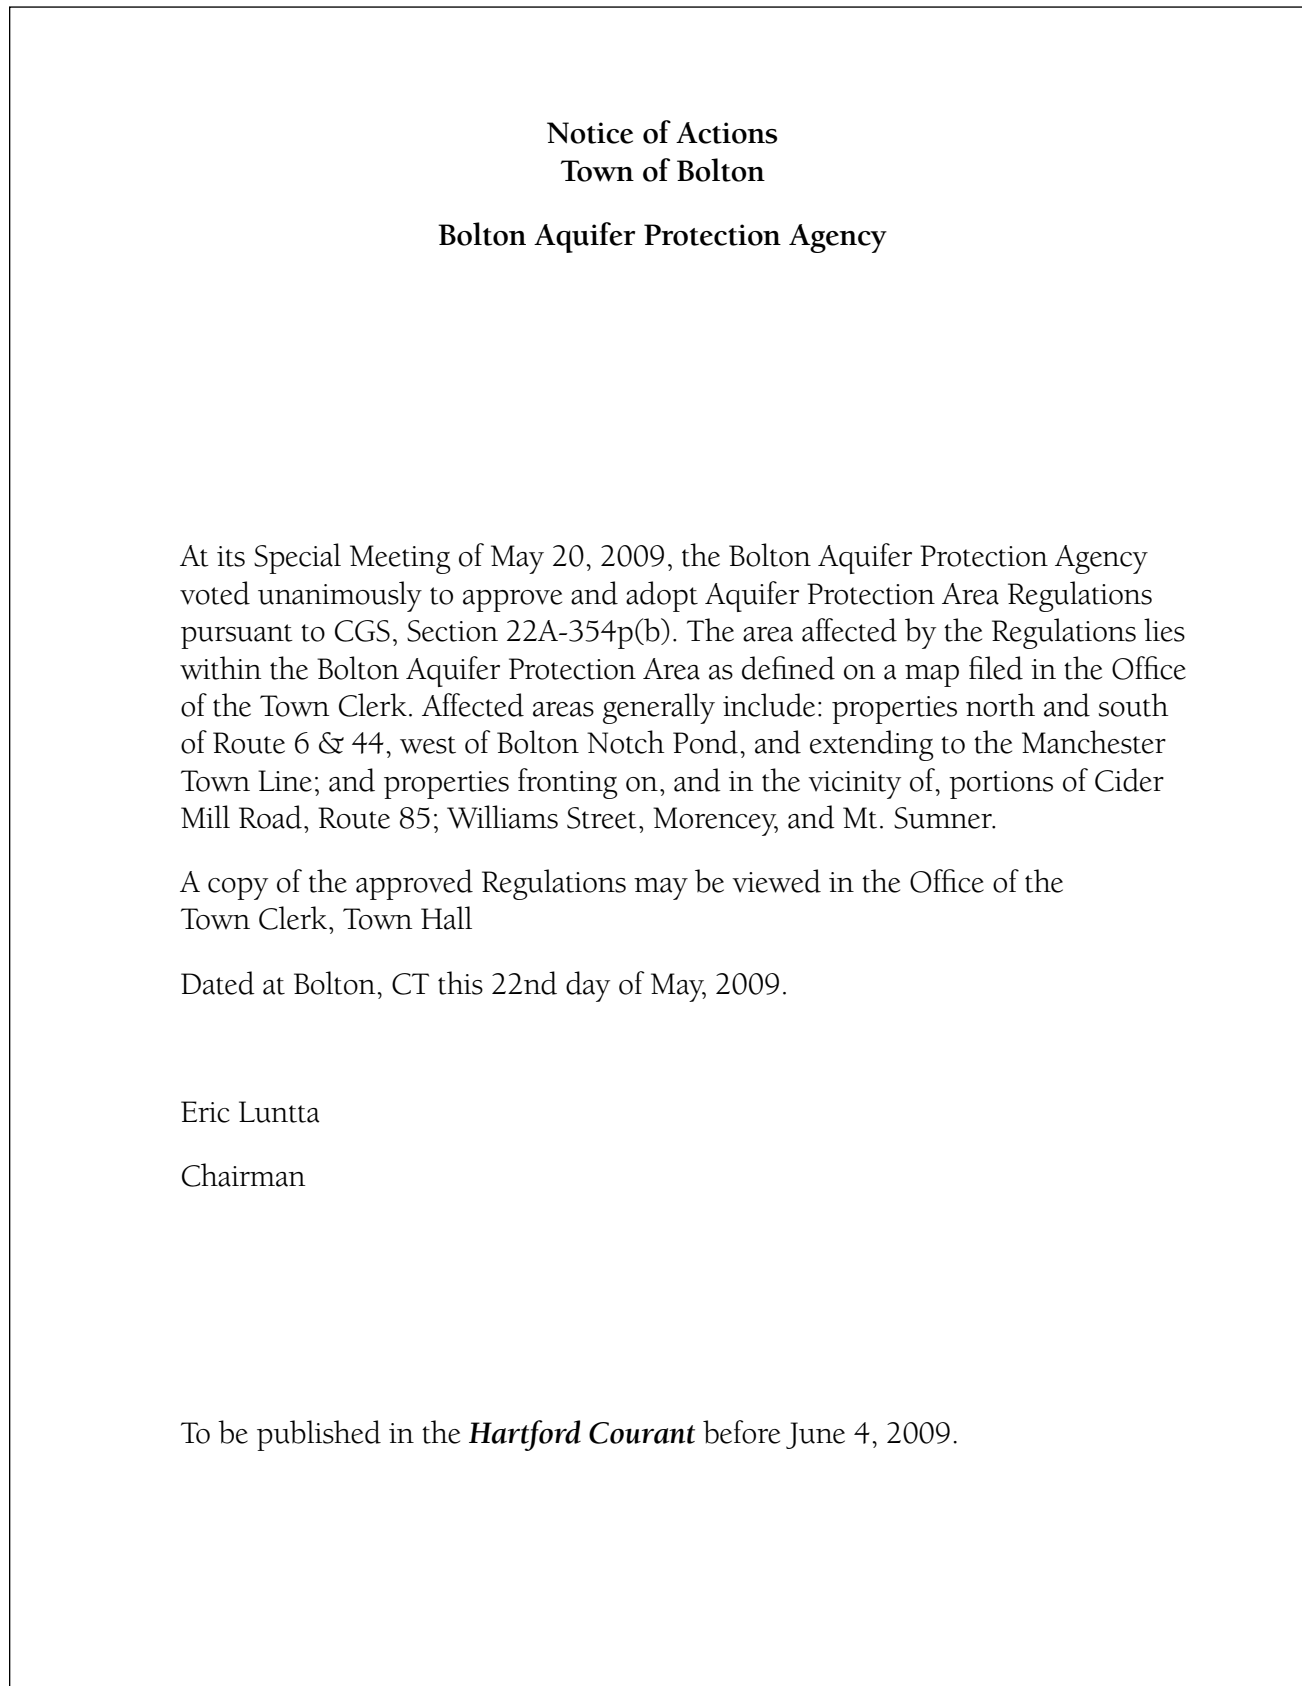 Notice of Actions
Town of Bolton
Bolton Aquifer Protection Agency
At its Special Meeting of May 20, 2009, the Bolton Aquifer Protection Agency
voted unanimously to approve and adopt Aquifer Protection Area Regulations
pursuant to CGS, Section 22A-354p(b). The area affected by the Regulations lies
within the Bolton Aquifer Protection Area as defined on a map filed in the Office
of the Town Clerk. Affected areas generally include: properties north and south
of Route 6 & 44, west of Bolton Notch Pond, and extending to the Manchester
Town Line; and properties fronting on, and in the vicinity of, portions of Cider
Mill Road, Route 85; Williams Street, Morencey, and Mt. Sumner.
A copy of the approved Regulations may be viewed in the Office of the
Town Clerk, Town Hall
Dated at Bolton, CT this 22nd day of May, 2009.
Eric Luntta
Chairman
To be published in the Hartford Courant before June 4, 2009.